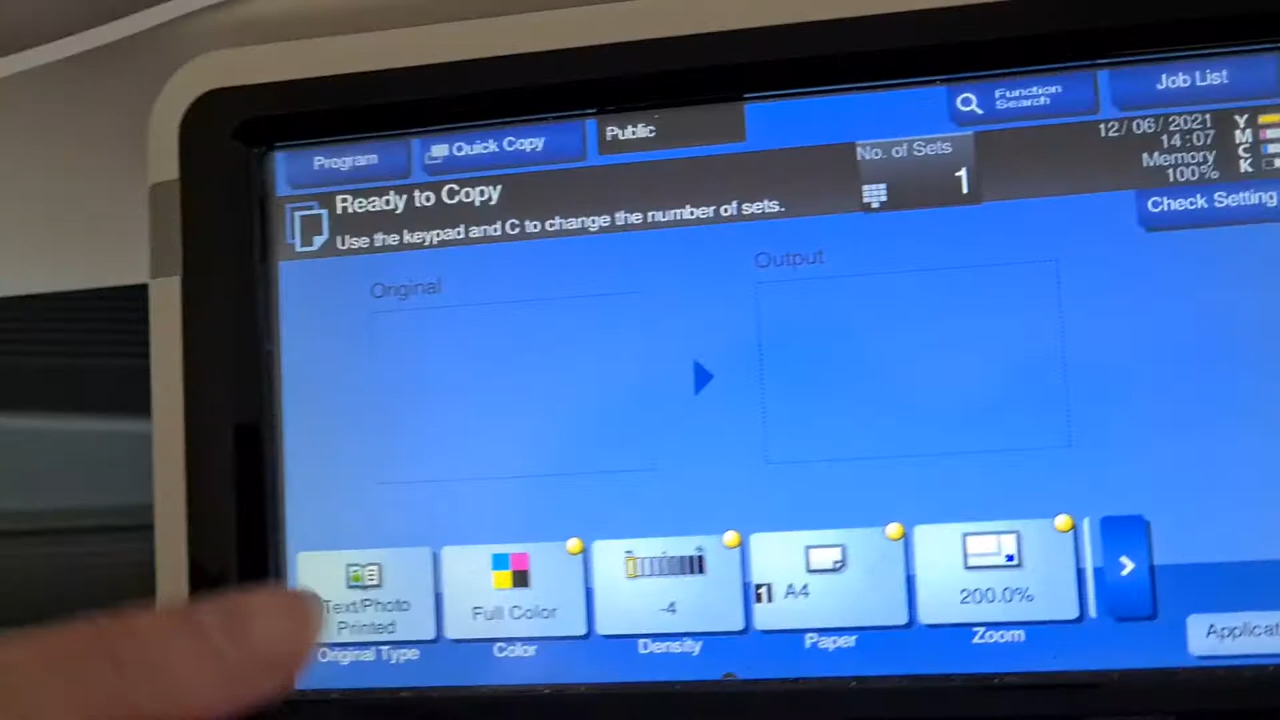 Function
Search
Job List
Program
Quick Copy
Public
12/06/2021
14:07
Memory
100%
Y
M
C
K
No. of Sets
1
Ready to Copy
Use the keypad and C to change the number of sets.
Check Setting
Original
Output
Text/Photo
Printed
Original Type
Full Color
Color
-4
Density
1 A4
Paper
200.0%
Zoom
Applicat